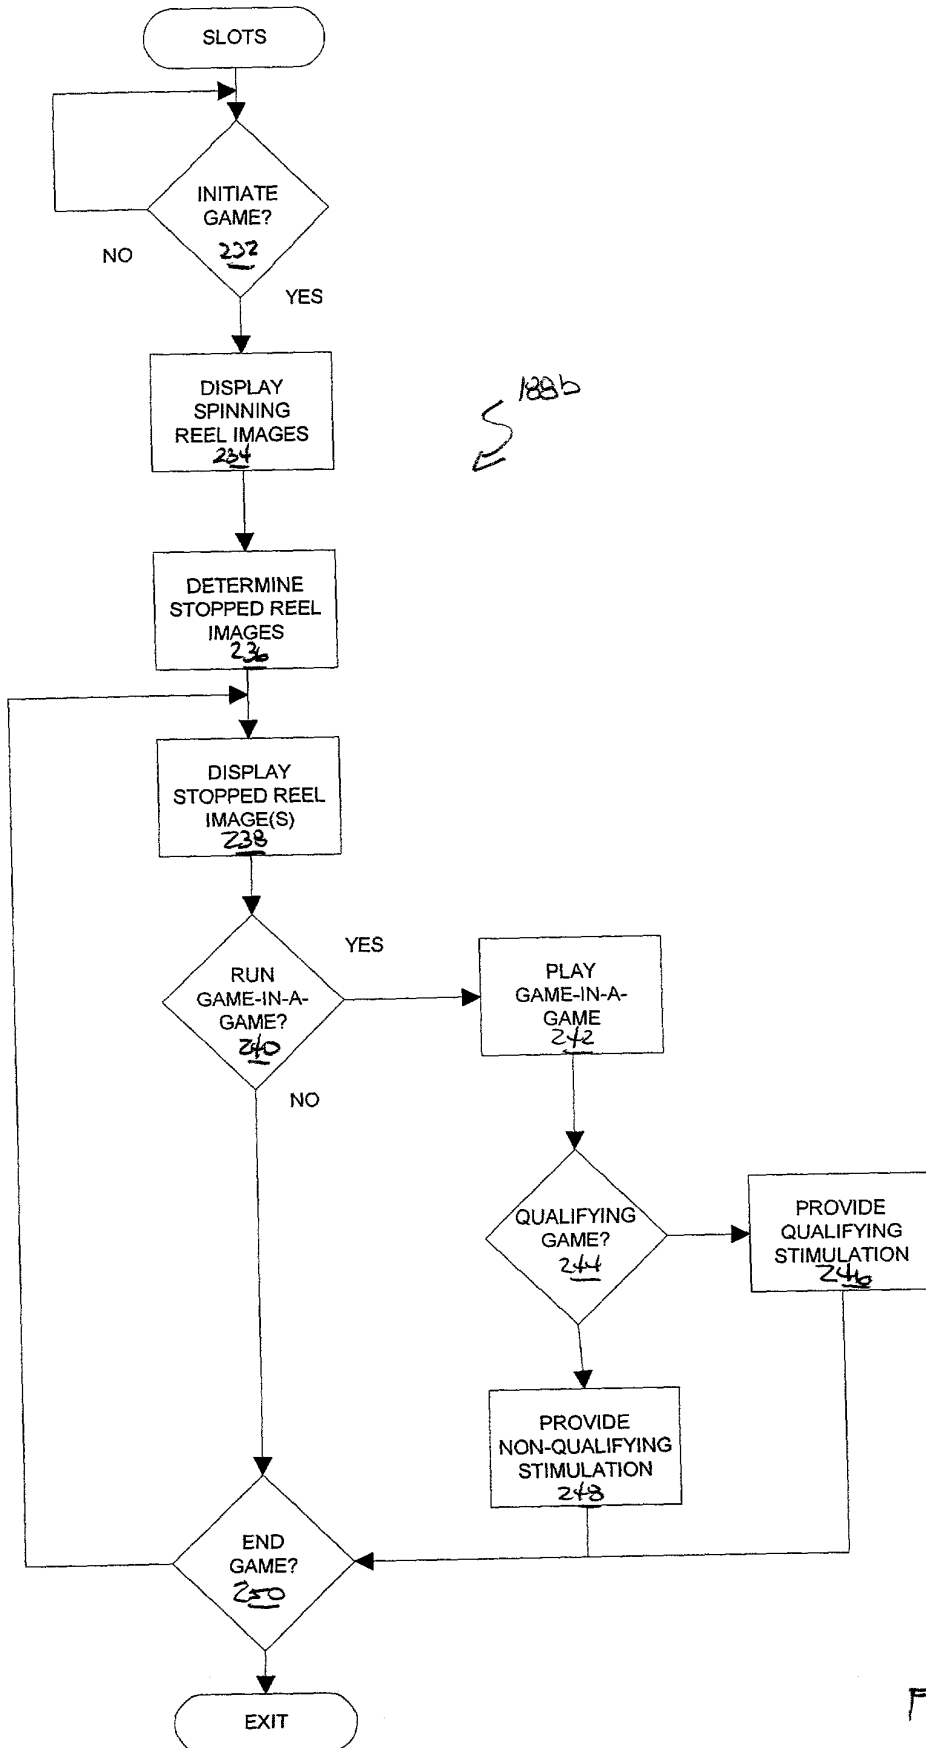 SLOTS
INITIATE
GAME?
232
NO
YES
DISPLAY
SPINNING
REEL IMAGES
234
188b
DETERMINE
STOPPED REEL
IMAGES
236
DISPLAY
STOPPED REEL
IMAGE(S)
238
RUN
GAME-IN-A-
GAME?
240
YES
NO
PLAY
GAME-IN-A-
GAME
242
QUALIFYING
GAME?
244
PROVIDE
QUALIFYING
STIMULATION
246
PROVIDE
NON-QUALIFYING
STIMULATION
248
END
GAME?
250
EXIT
F